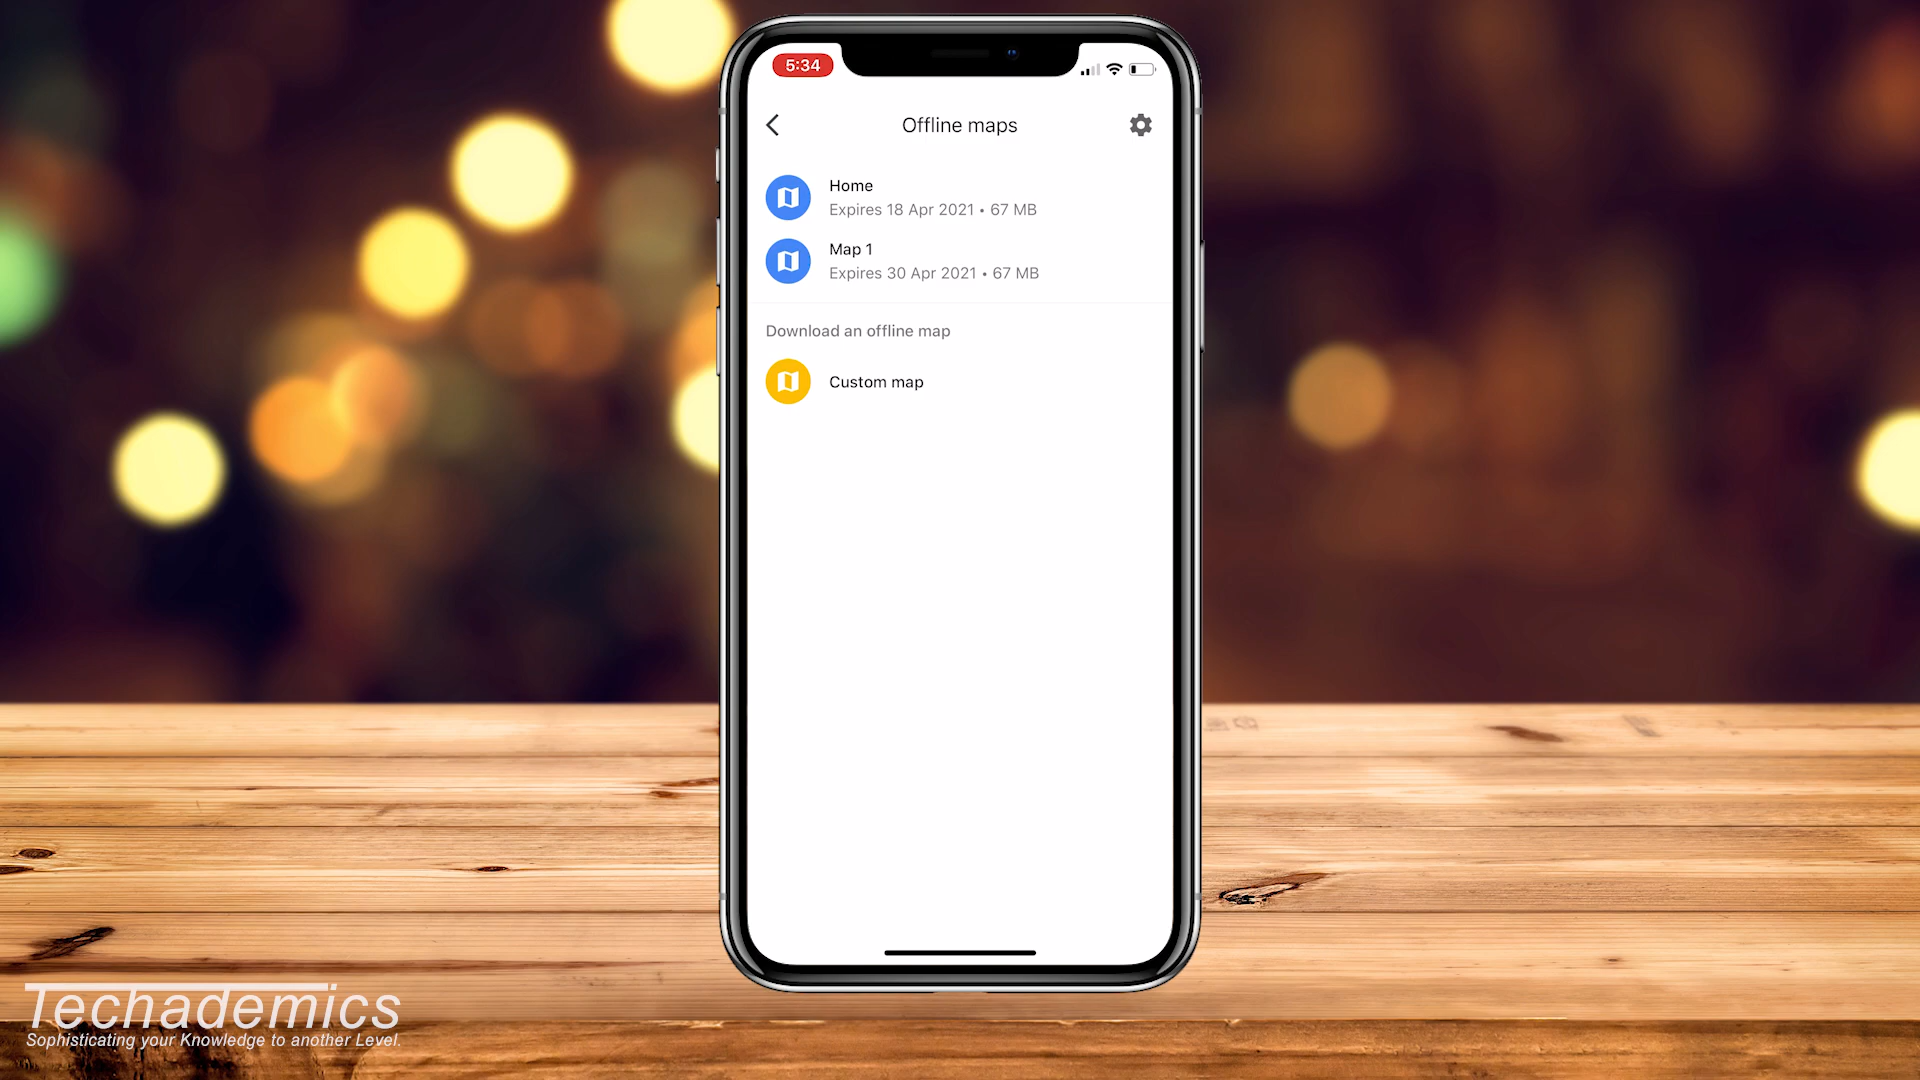 5:34
Offline maps
Home
Expires 18 Apr 2021 • 67 MB
Map 1
Expires 30 Apr 2021 • 67 MB
Download an offline map
Custom map
Techademics
Sophisticating your Knowledge to another Level.